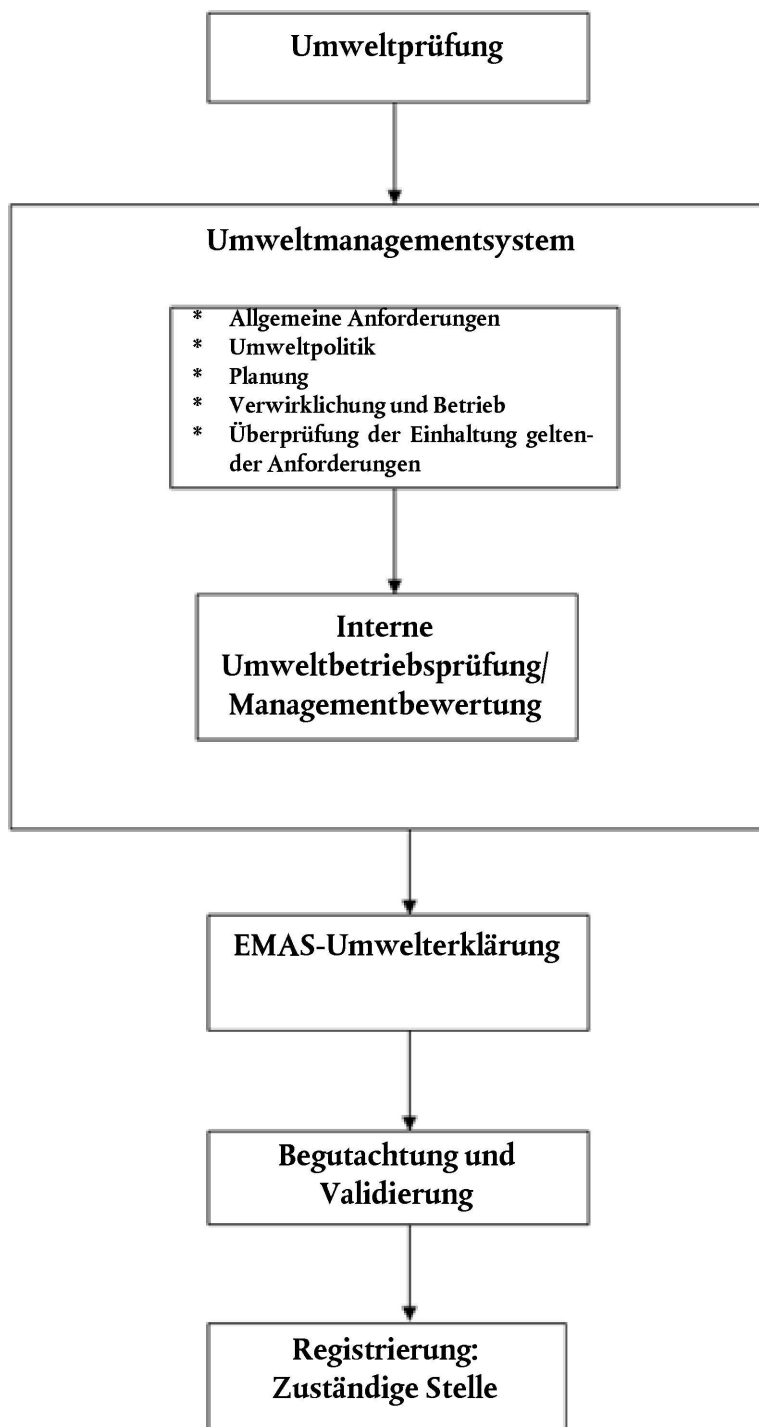 Umweltprüfung
Umweltmanagementsystem
* Allgemeine Anforderungen
* Umweltpolitik
* Planung
* Verwirklichung und Betrieb
* Überprüfung der Einhaltung gelten-
der Anforderungen
Interne
Umweltbetriebsprüfung/
Managementbewertung
EMAS-Umwelterklärung
Begutachtung und
Validierung
Registrierung:
Zuständige Stelle